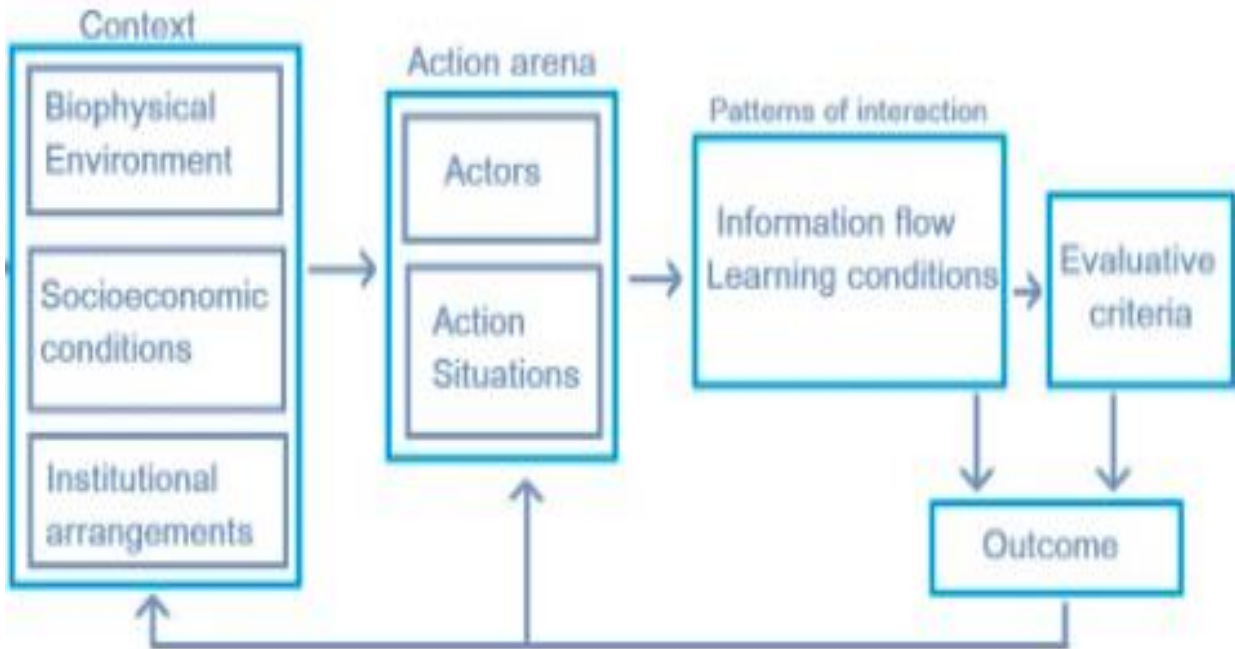 Context
Biophysical
Environment
Socioeconomic
conditions
Institutional
arrangements
Action arena
Actors
Action
Situations
Patterns of interaction
Information flow
Learning conditions
Evaluative
criteria
Outcome